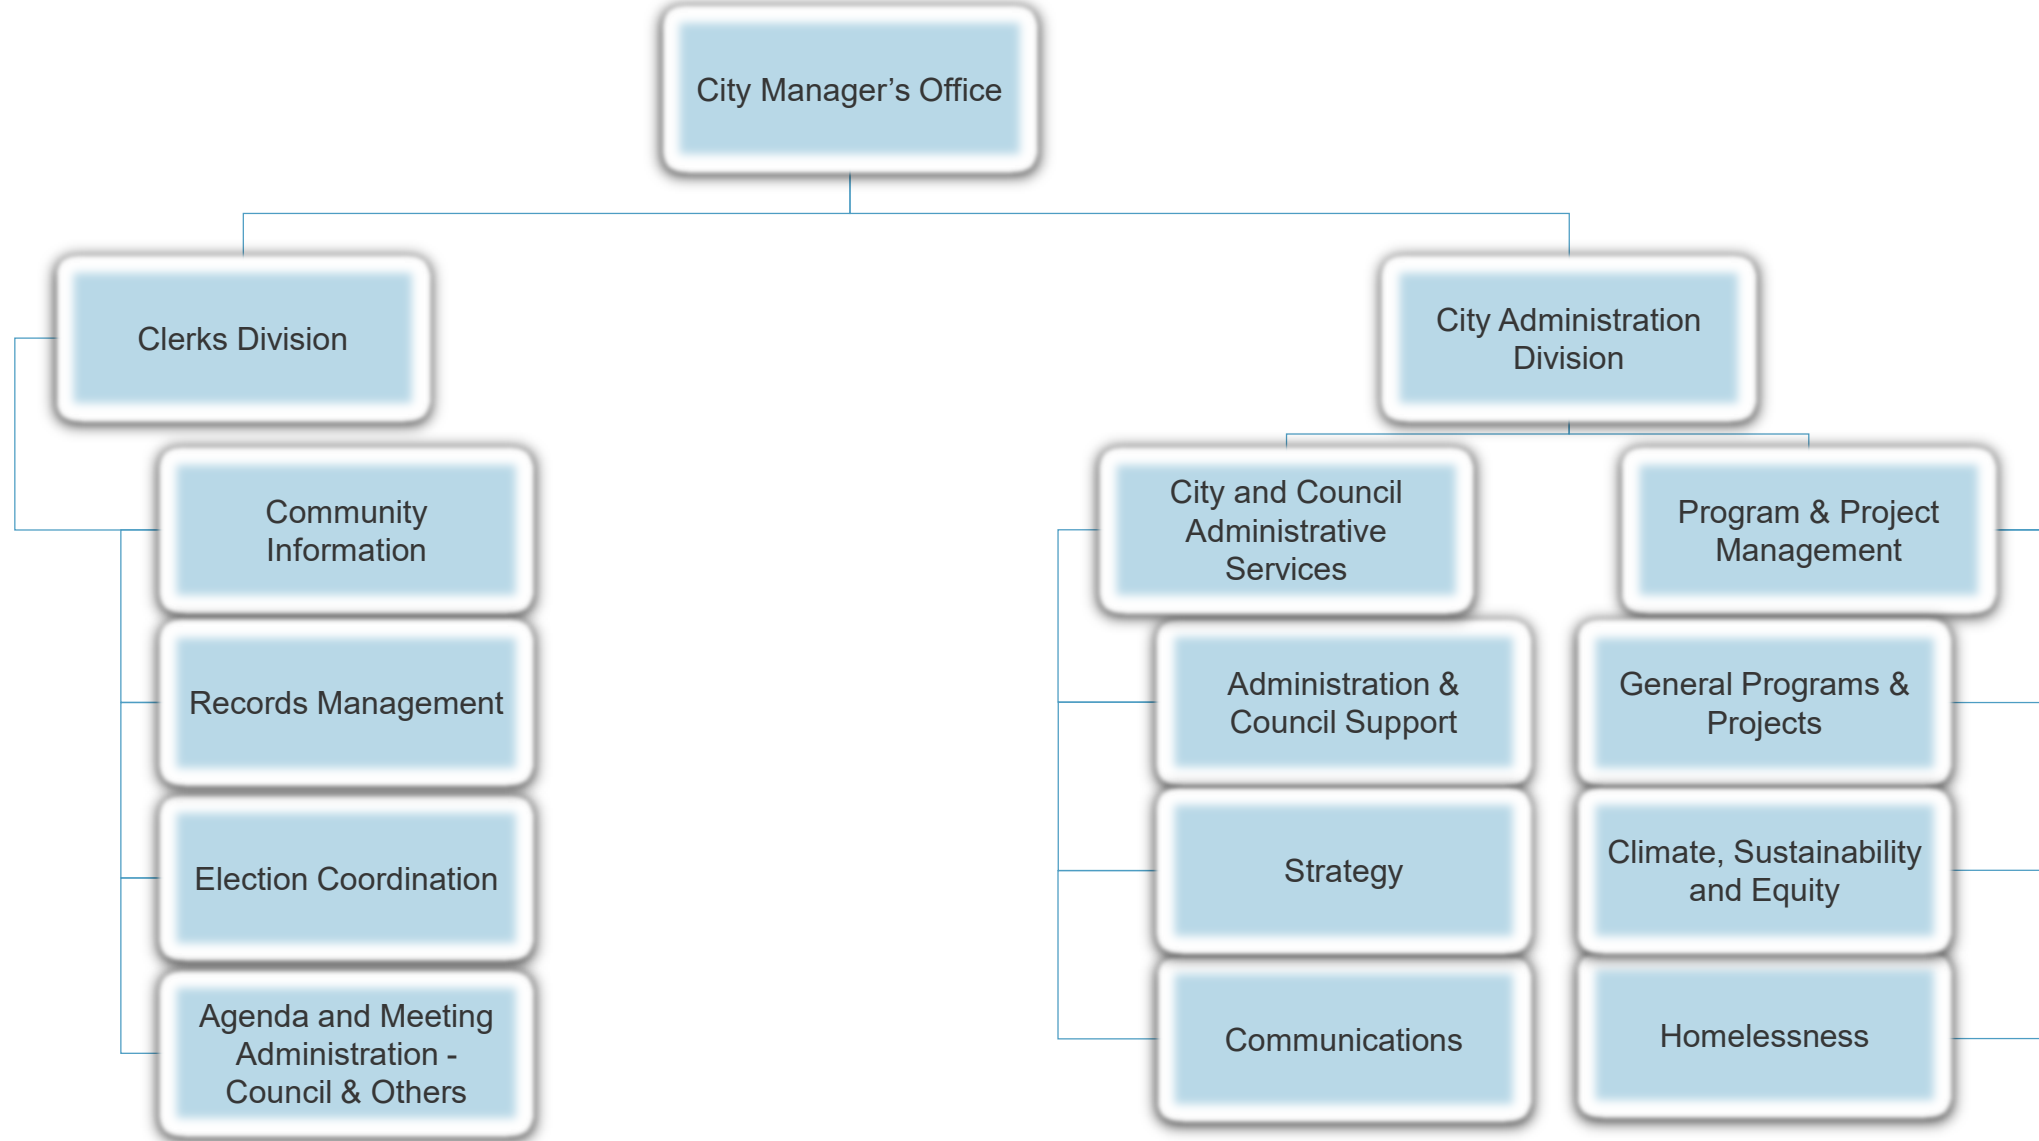 City Manager’s Office
Clerks Division
City Administration
Division
Community
Information
Records Management
Election Coordination
Agenda and Meeting
Administration -
Council & Others
City and Council
Administrative
Services
Administration &
Council Support
Strategy
Communications
Program & Project
Management
General Programs &
Projects
Climate, Sustainability
and Equity
Homelessness